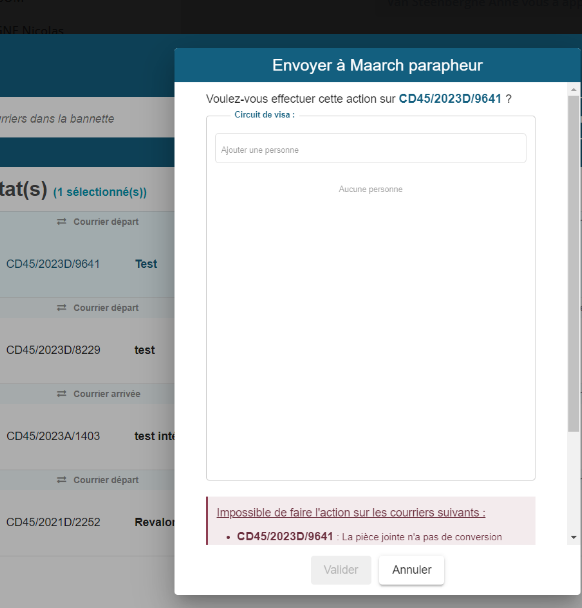 GNE Nicolas
Envoyer à Maarch parapheur
Voulez-vous effectuer cette action sur CD45/2023D/9641 ?
Circuit de visa :
rriers dans la bannette
Ajouter une personne
tat(s) (1 sélectionné(s))
Aucune personne
Courrier départ
CD45/2023D/9641 Test
Courrier départ
CD45/2023D/8229 test
Courrier arrivée
CD45/2023A/1403 test inte
Courrier départ
CD45/2021D/2252 Revalor
Impossible de faire l'action sur les courriers suivants :
• CD45/2023D/9641 : La pièce jointe n'a pas de conversion
Valider Annuler